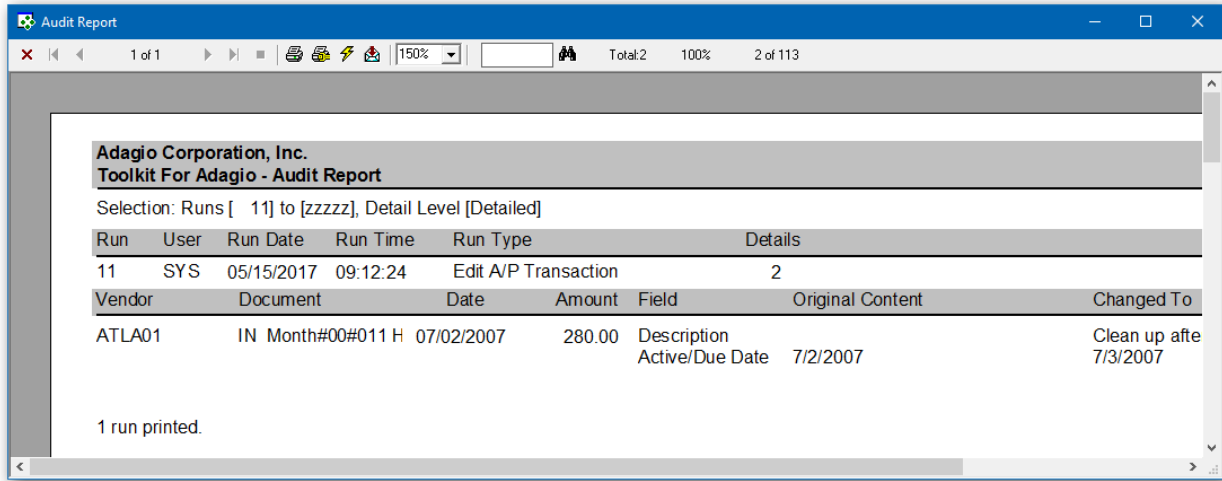 Audit Report
1 of 1 150% Total:2 100% 2 of 113
Adagio Corporation, Inc.
Toolkit For Adagio - Audit Report
Selection: Runs [ 11] to [zzzzz], Detail Level [Detailed]
Run User Run Date Run Time Run Type Details
11 SYS 05/15/2017 09:12:24 Edit A/P Transaction 2
Vendor Document Date Amount Field Original Content Changed To
ATLA01 IN Month#00#011 H 07/02/2007 280.00 Description Clean up afte
Active/Due Date 7/2/2007 7/3/2007
1 run printed.